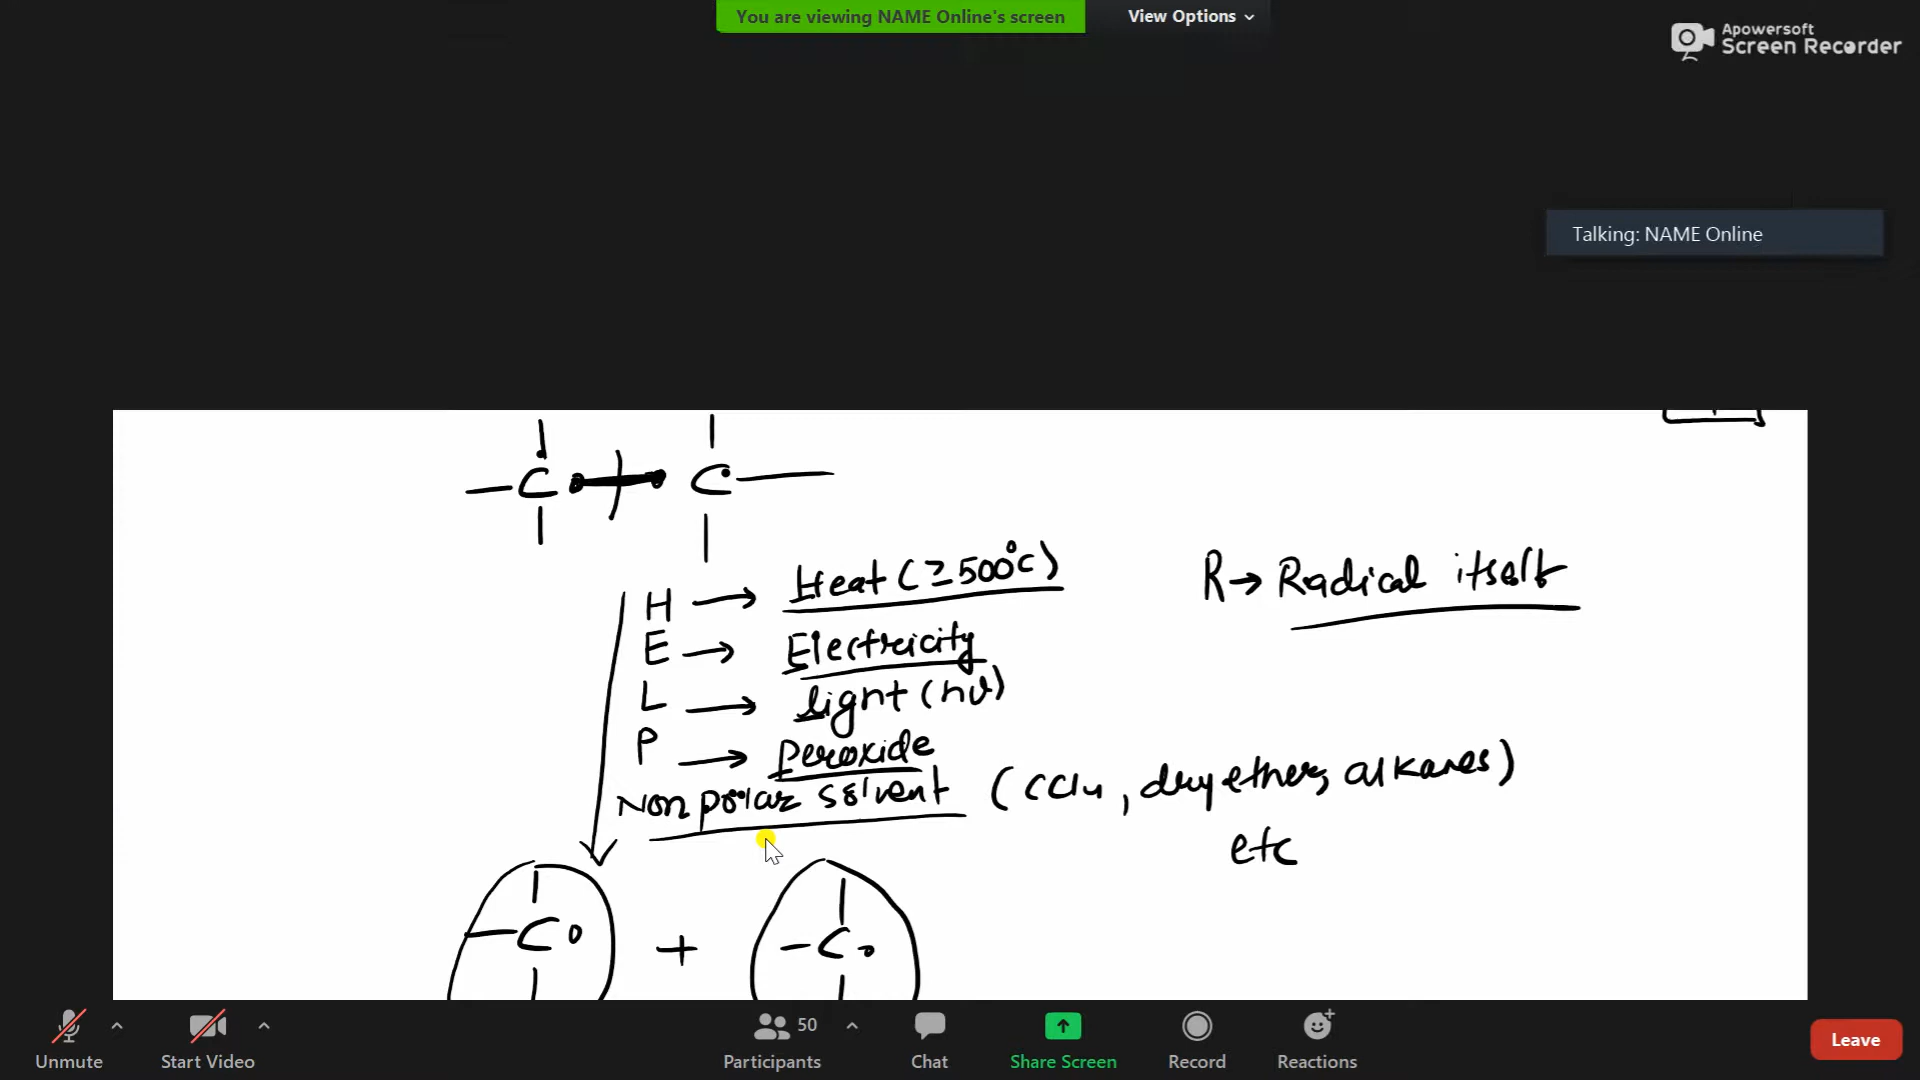 You are viewing NAME Online's screen View Options
Apowersoft
Screen Recorder
Talking: NAME Online
— C C —
H → Heat (≥500°C)
R → Radical itself
E → Electricity
L → light (hν)
P → Peroxide
Non polar solvent (CCl4, dry ether, alkanes)
etc
— C + — C
Unmute Start Video 50 Participants Chat Share Screen Record Reactions Leave